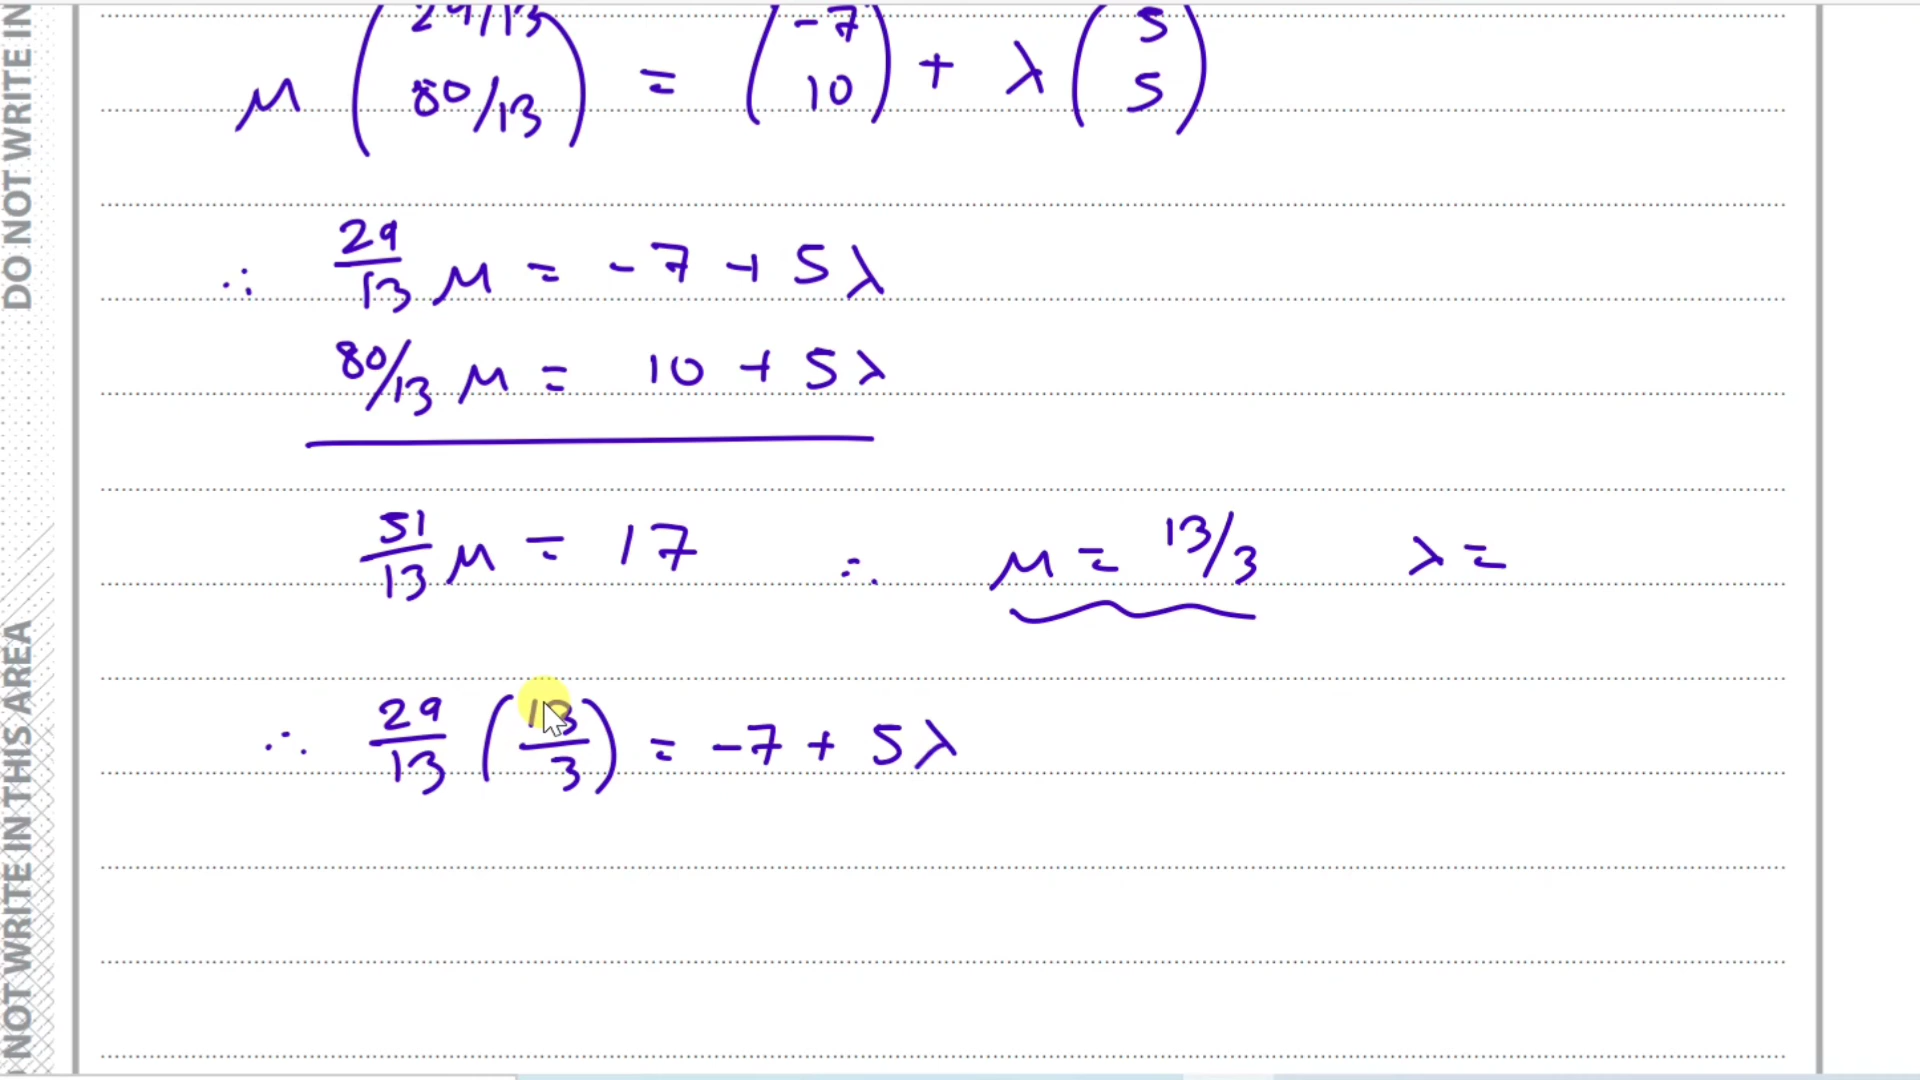 μ (29/13 80/13) = (-7 10) + λ (5 5)
∴ 29/13 μ = -7 + 5λ
80/13 μ = 10 + 5λ
51/13 μ = 17 ∴ μ = 13/3 λ =
∴ 29/13 (13/3) = -7 + 5λ
DO NOT WRITE IN
NOT WRITE IN THIS AREA